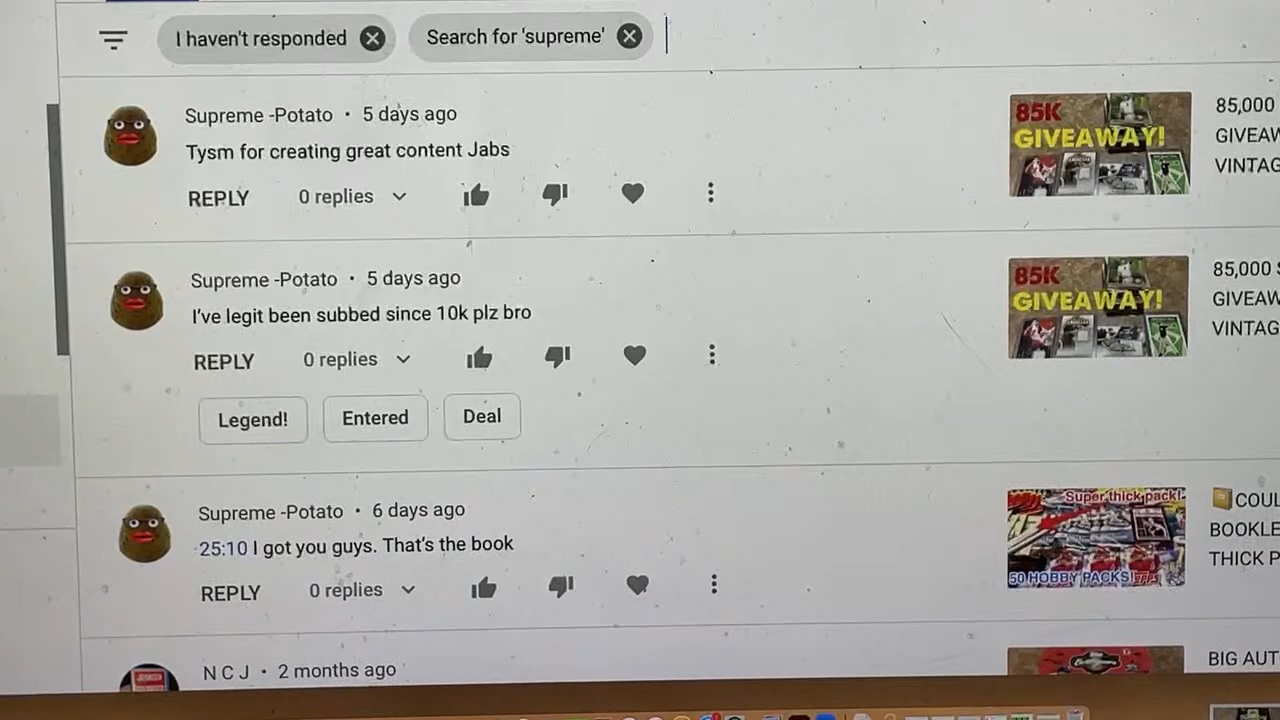 I haven't responded
Search for 'supreme'
Supreme -Potato • 5 days ago
Tysm for creating great content Jabs
REPLY 0 replies
85K
GIVEAWAY!
85,000
GIVEAW
VINTAG
Supreme -Potato • 5 days ago
I've legit been subbed since 10k plz bro
REPLY 0 replies
Legend! Entered Deal
85K
GIVEAWAY!
85,000
GIVEAW
VINTAG
Supreme -Potato • 6 days ago
25:10 I got you guys. That's the book
REPLY 0 replies
Super thick pack!
50 HOBBY PACKS!
COUL
BOOKLE
THICK P
N C J • 2 months ago
BIG AUT